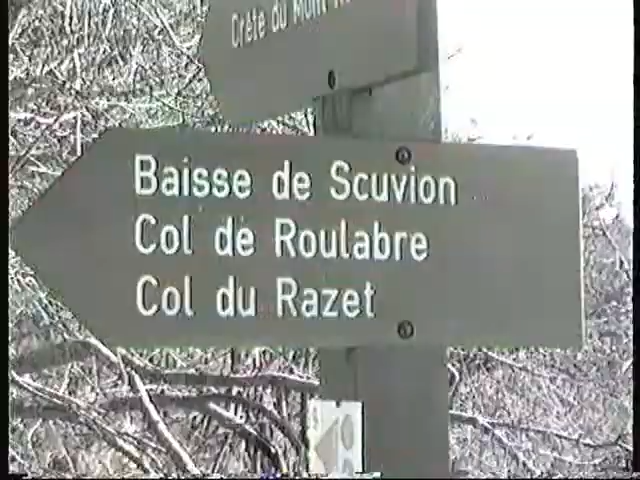 Crête du Mont
Baisse de Scuvion
Col de Roulabre
Col du Razet